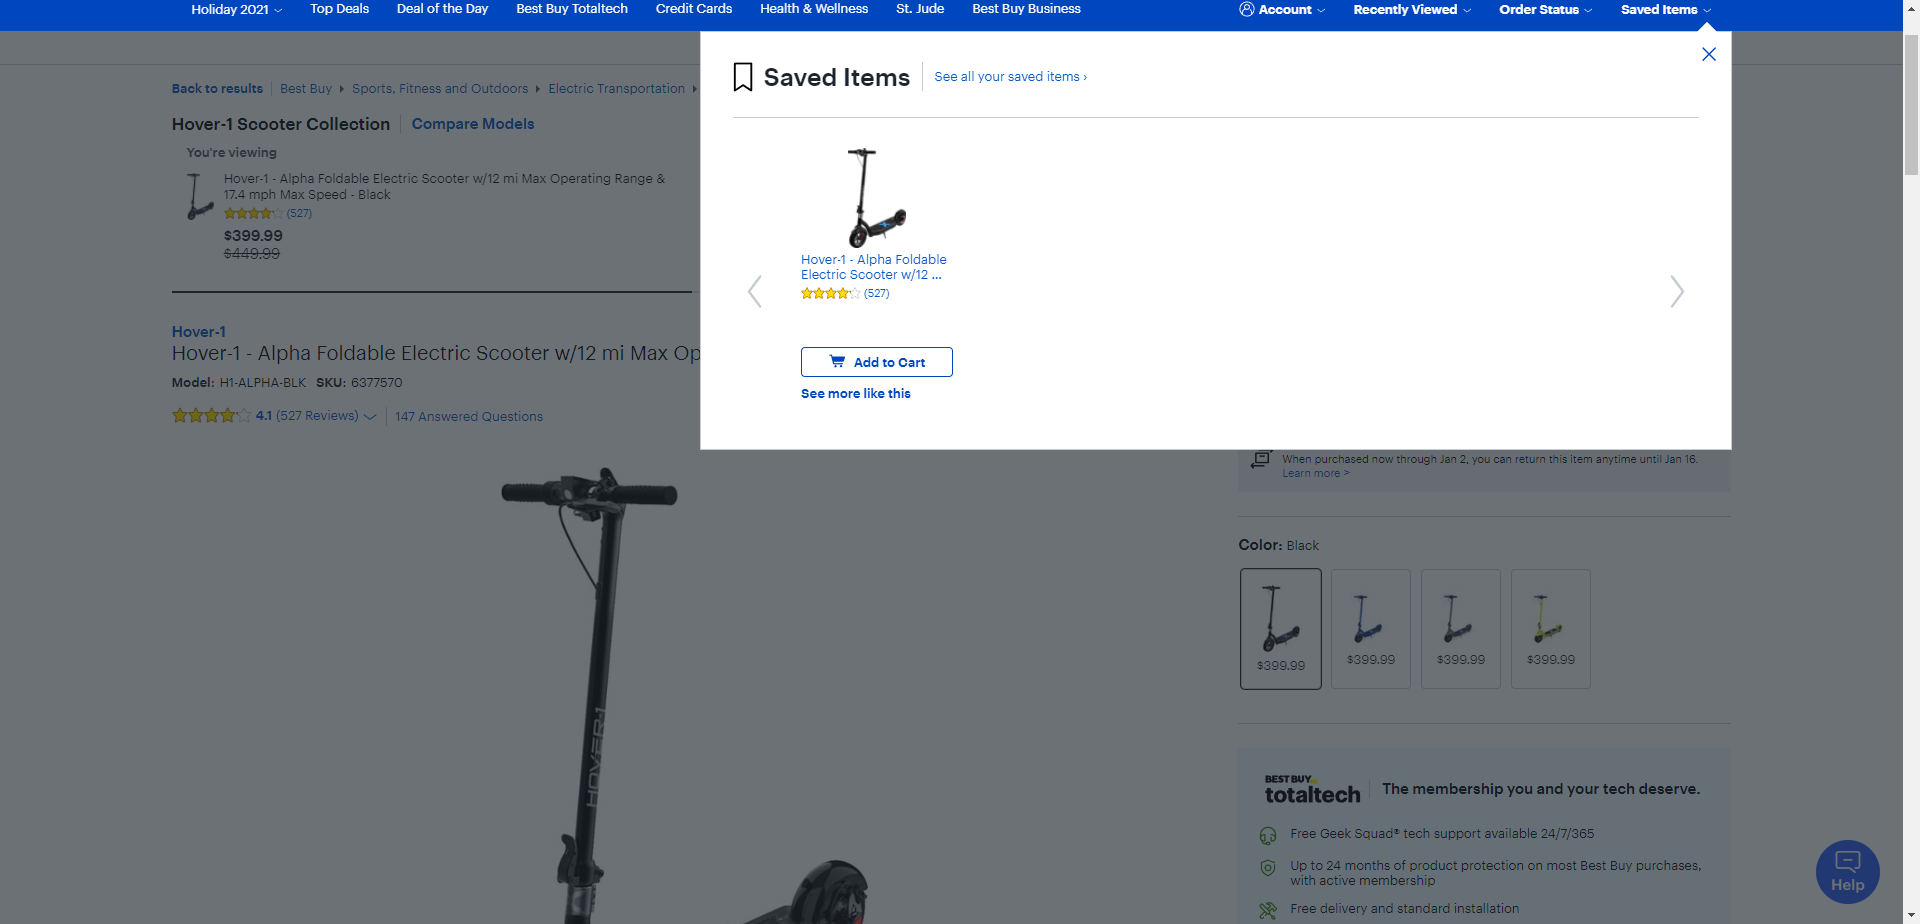 Holiday 2021
Top Deals
Deal of the Day
Best Buy Totaltech
Credit Cards
Health & Wellness
St. Jude
Best Buy Business
Account
Recently Viewed
Order Status
Saved Items
Back to results
Best Buy
Sports, Fitness and Outdoors
Electric Transportation
Hover-1 Scooter Collection
Compare Models
You're viewing
Hover-1 - Alpha Foldable Electric Scooter w/12 mi Max Operating Range &
17.4 mph Max Speed - Black
(527)
$399.99
$449.99
Hover-1
Hover-1 - Alpha Foldable Electric Scooter w/12 mi Max Op
Model: H1-ALPHA-BLK SKU: 6377570
4.1 (527 Reviews)
147 Answered Questions
HOVER-1
Saved Items
See all your saved items ›
Hover-1 - Alpha Foldable
Electric Scooter w/12 ...
(527)
Add to Cart
See more like this
When purchased now through Jan 2, you can return this item anytime until Jan 16.
Learn more >
Color: Black
$399.99
$399.99
$399.99
$399.99
BEST BUY
totaltech
The membership you and your tech deserve.
Free Geek Squad® tech support available 24/7/365
Up to 24 months of product protection on most Best Buy purchases,
with active membership
Free delivery and standard installation
Help